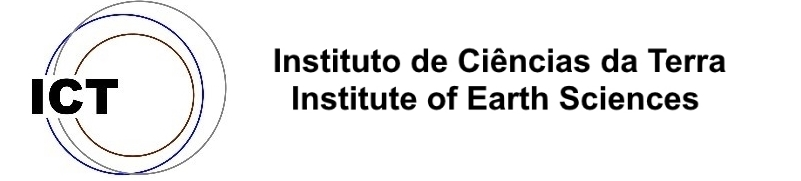 ICT
Instituto de Ciências da Terra
Institute of Earth Sciences